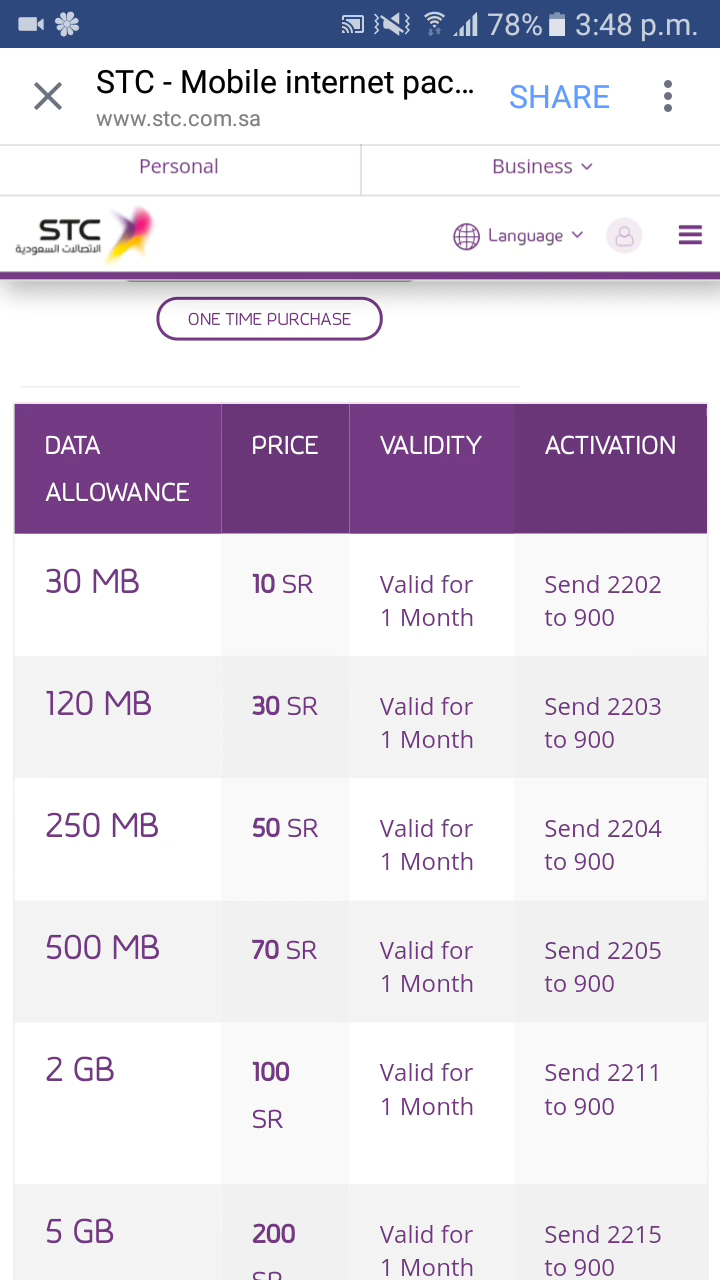 78% 3:48 p.m.
STC - Mobile internet pac...
SHARE
www.stc.com.sa
Personal
Business
STC
الاتصالات السعودية
Language
ONE TIME PURCHASE
DATA ALLOWANCE PRICE VALIDITY ACTIVATION
30 MB 10 SR Valid for 1 Month Send 2202 to 900
120 MB 30 SR Valid for 1 Month Send 2203 to 900
250 MB 50 SR Valid for 1 Month Send 2204 to 900
500 MB 70 SR Valid for 1 Month Send 2205 to 900
2 GB 100 SR Valid for 1 Month Send 2211 to 900
5 GB 200 SR Valid for 1 Month Send 2215 to 900